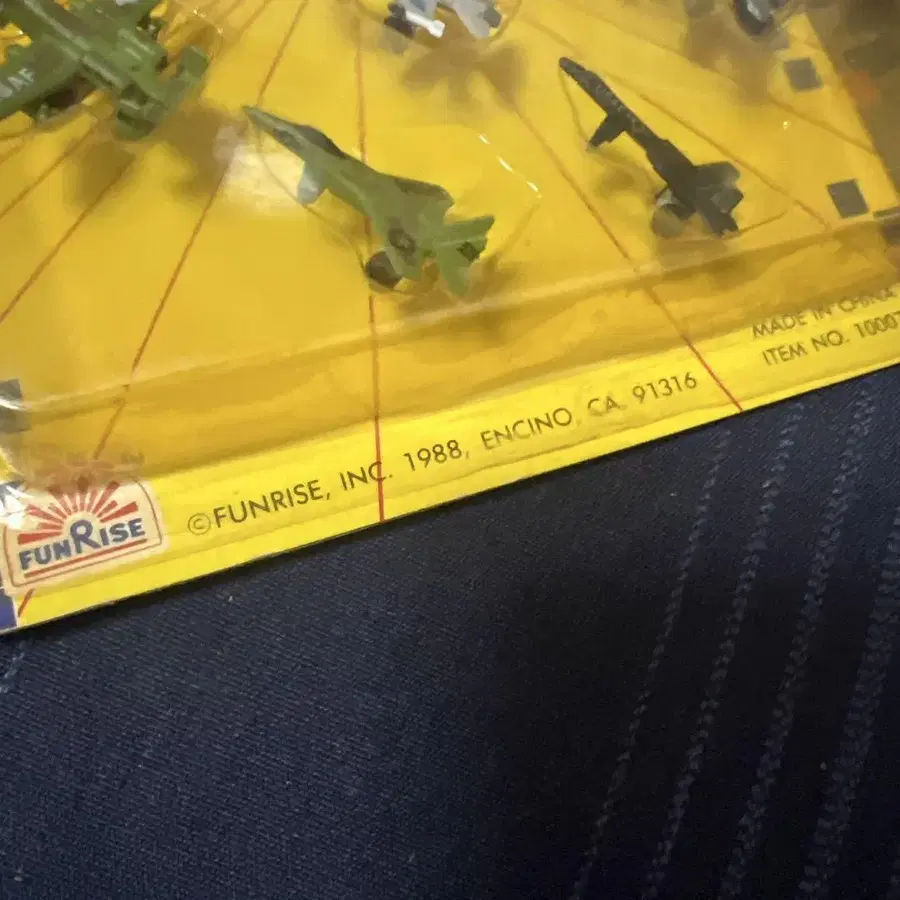 MADE IN CHINA
ITEM NO. 1000
©FUNRISE, INC. 1988, ENCINO, CA. 91316
FUNRISE